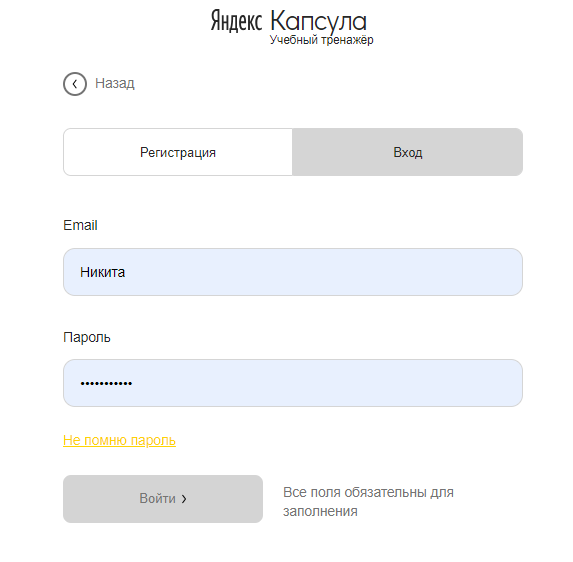 Яндекс Капсула
Учебный тренажёр
Назад
Регистрация
Вход
Email
Никита
Пароль
•••••••••••
Не помню пароль
Войти
Все поля обязательны для
заполнения